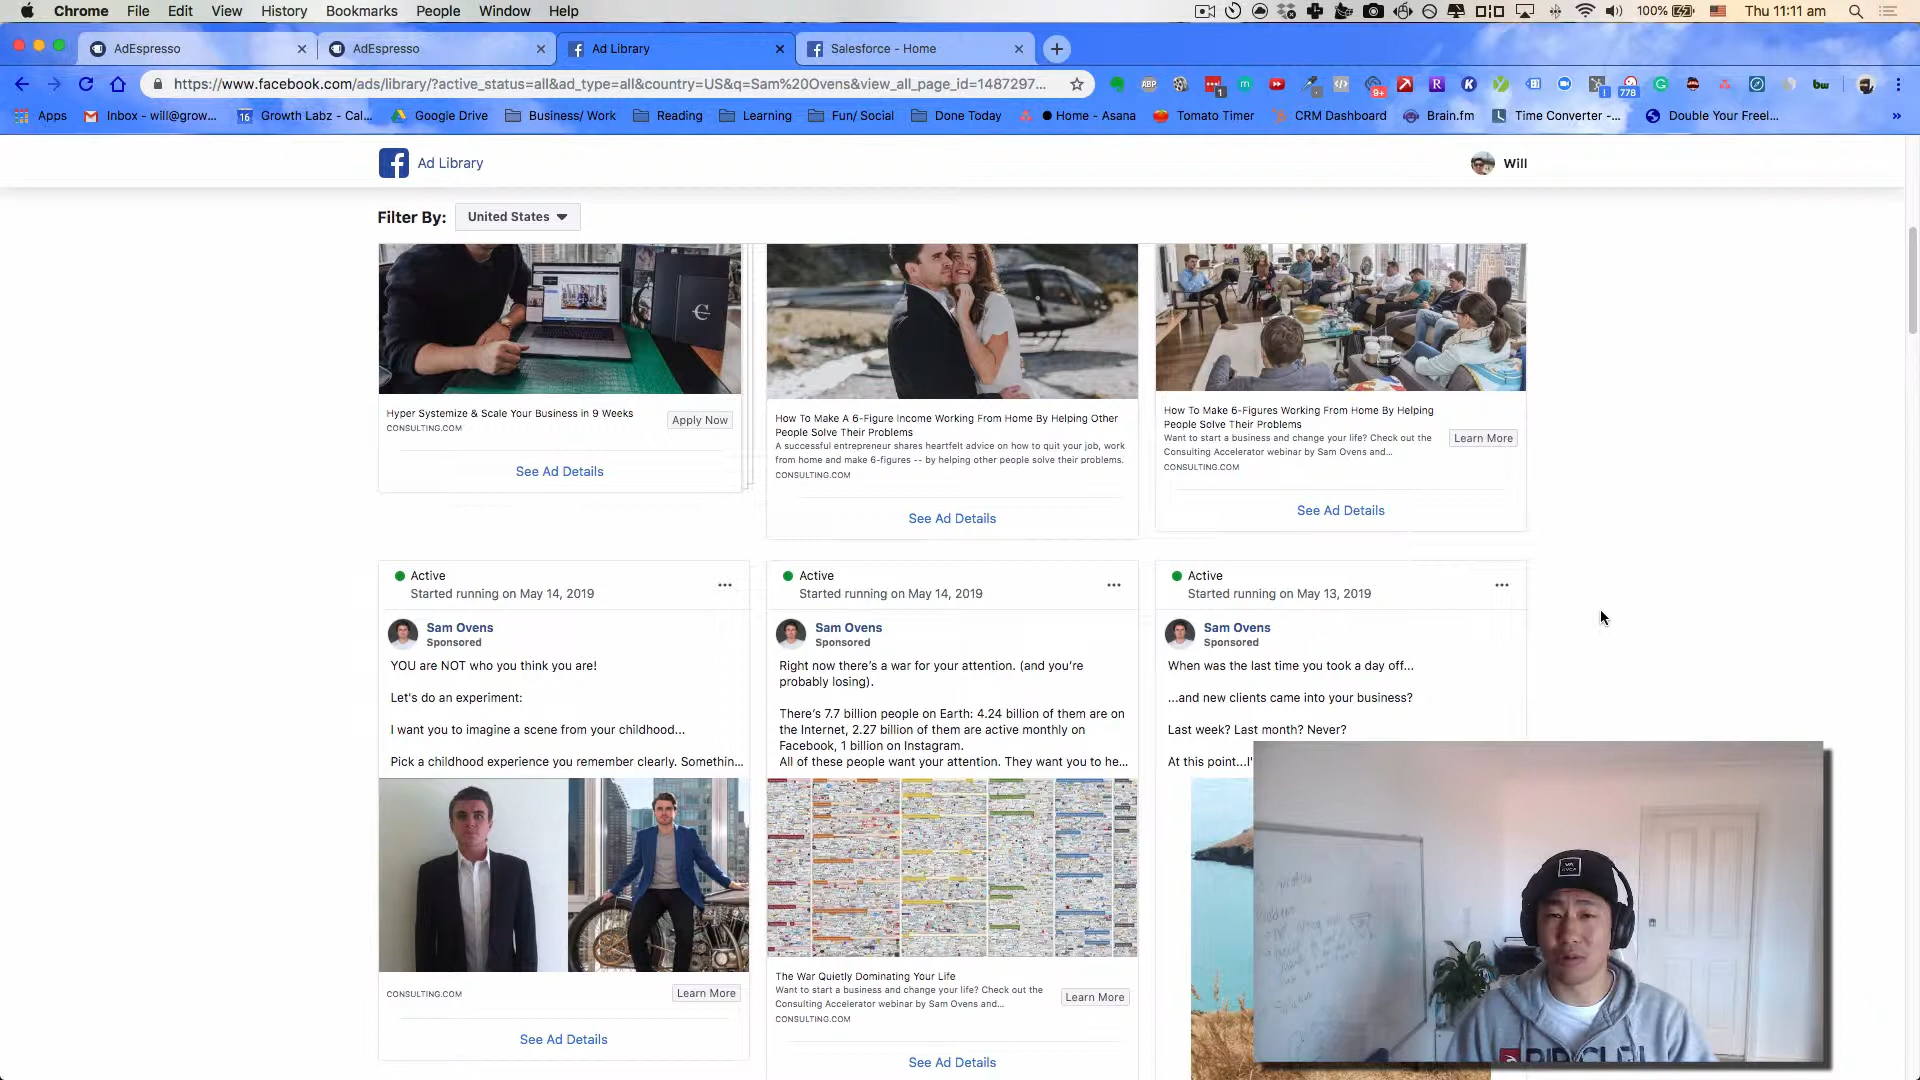 Chrome File Edit View History Bookmarks People Window Help 100% Thu 11:11 am
AdEspresso AdEspresso Ad Library Salesforce - Home
https://www.facebook.com/ads/library/?active_status=all&ad_type=all&country=US&q=Sam%20Ovens&view_all_page_id=1487297...
ABP 1 m 9+ R K 778 G bw
Apps Inbox - will@grow... 16 Growth Labz - Cal... Google Drive Business/ Work Reading Learning Fun/ Social Done Today Home - Asana Tomato Timer CRM Dashboard Brain.fm Time Converter -... Double Your Freel... »
Ad Library Will
Filter By: United States
Hyper Systemize & Scale Your Business in 9 Weeks
CONSULTING.COM
Apply Now
See Ad Details
How To Make A 6-Figure Income Working From Home By Helping Other
People Solve Their Problems
A successful entrepreneur shares heartfelt advice on how to quit your job, work
from home and make 6-figures -- by helping other people solve their problems.
CONSULTING.COM
See Ad Details
How To Make 6-Figures Working From Home By Helping
People Solve Their Problems
Want to start a business and change your life? Check out the
Consulting Accelerator webinar by Sam Ovens and...
CONSULTING.COM
Learn More
See Ad Details
Active
Started running on May 14, 2019
Sam Ovens
Sponsored
YOU are NOT who you think you are!
Let's do an experiment:
I want you to imagine a scene from your childhood...
Pick a childhood experience you remember clearly. Somethin...
CONSULTING.COM
Learn More
See Ad Details
Active
Started running on May 14, 2019
Sam Ovens
Sponsored
Right now there's a war for your attention. (and you're
probably losing).
There's 7.7 billion people on Earth: 4.24 billion of them are on
the Internet, 2.27 billion of them are active monthly on
Facebook, 1 billion on Instagram.
All of these people want your attention. They want you to he...
The War Quietly Dominating Your Life
Want to start a business and change your life? Check out the
Consulting Accelerator webinar by Sam Ovens and...
CONSULTING.COM
Learn More
See Ad Details
Active
Started running on May 13, 2019
Sam Ovens
Sponsored
When was the last time you took a day off...
...and new clients came into your business?
Last week? Last month? Never?
At this point...I'
RVCA
RIP CURL